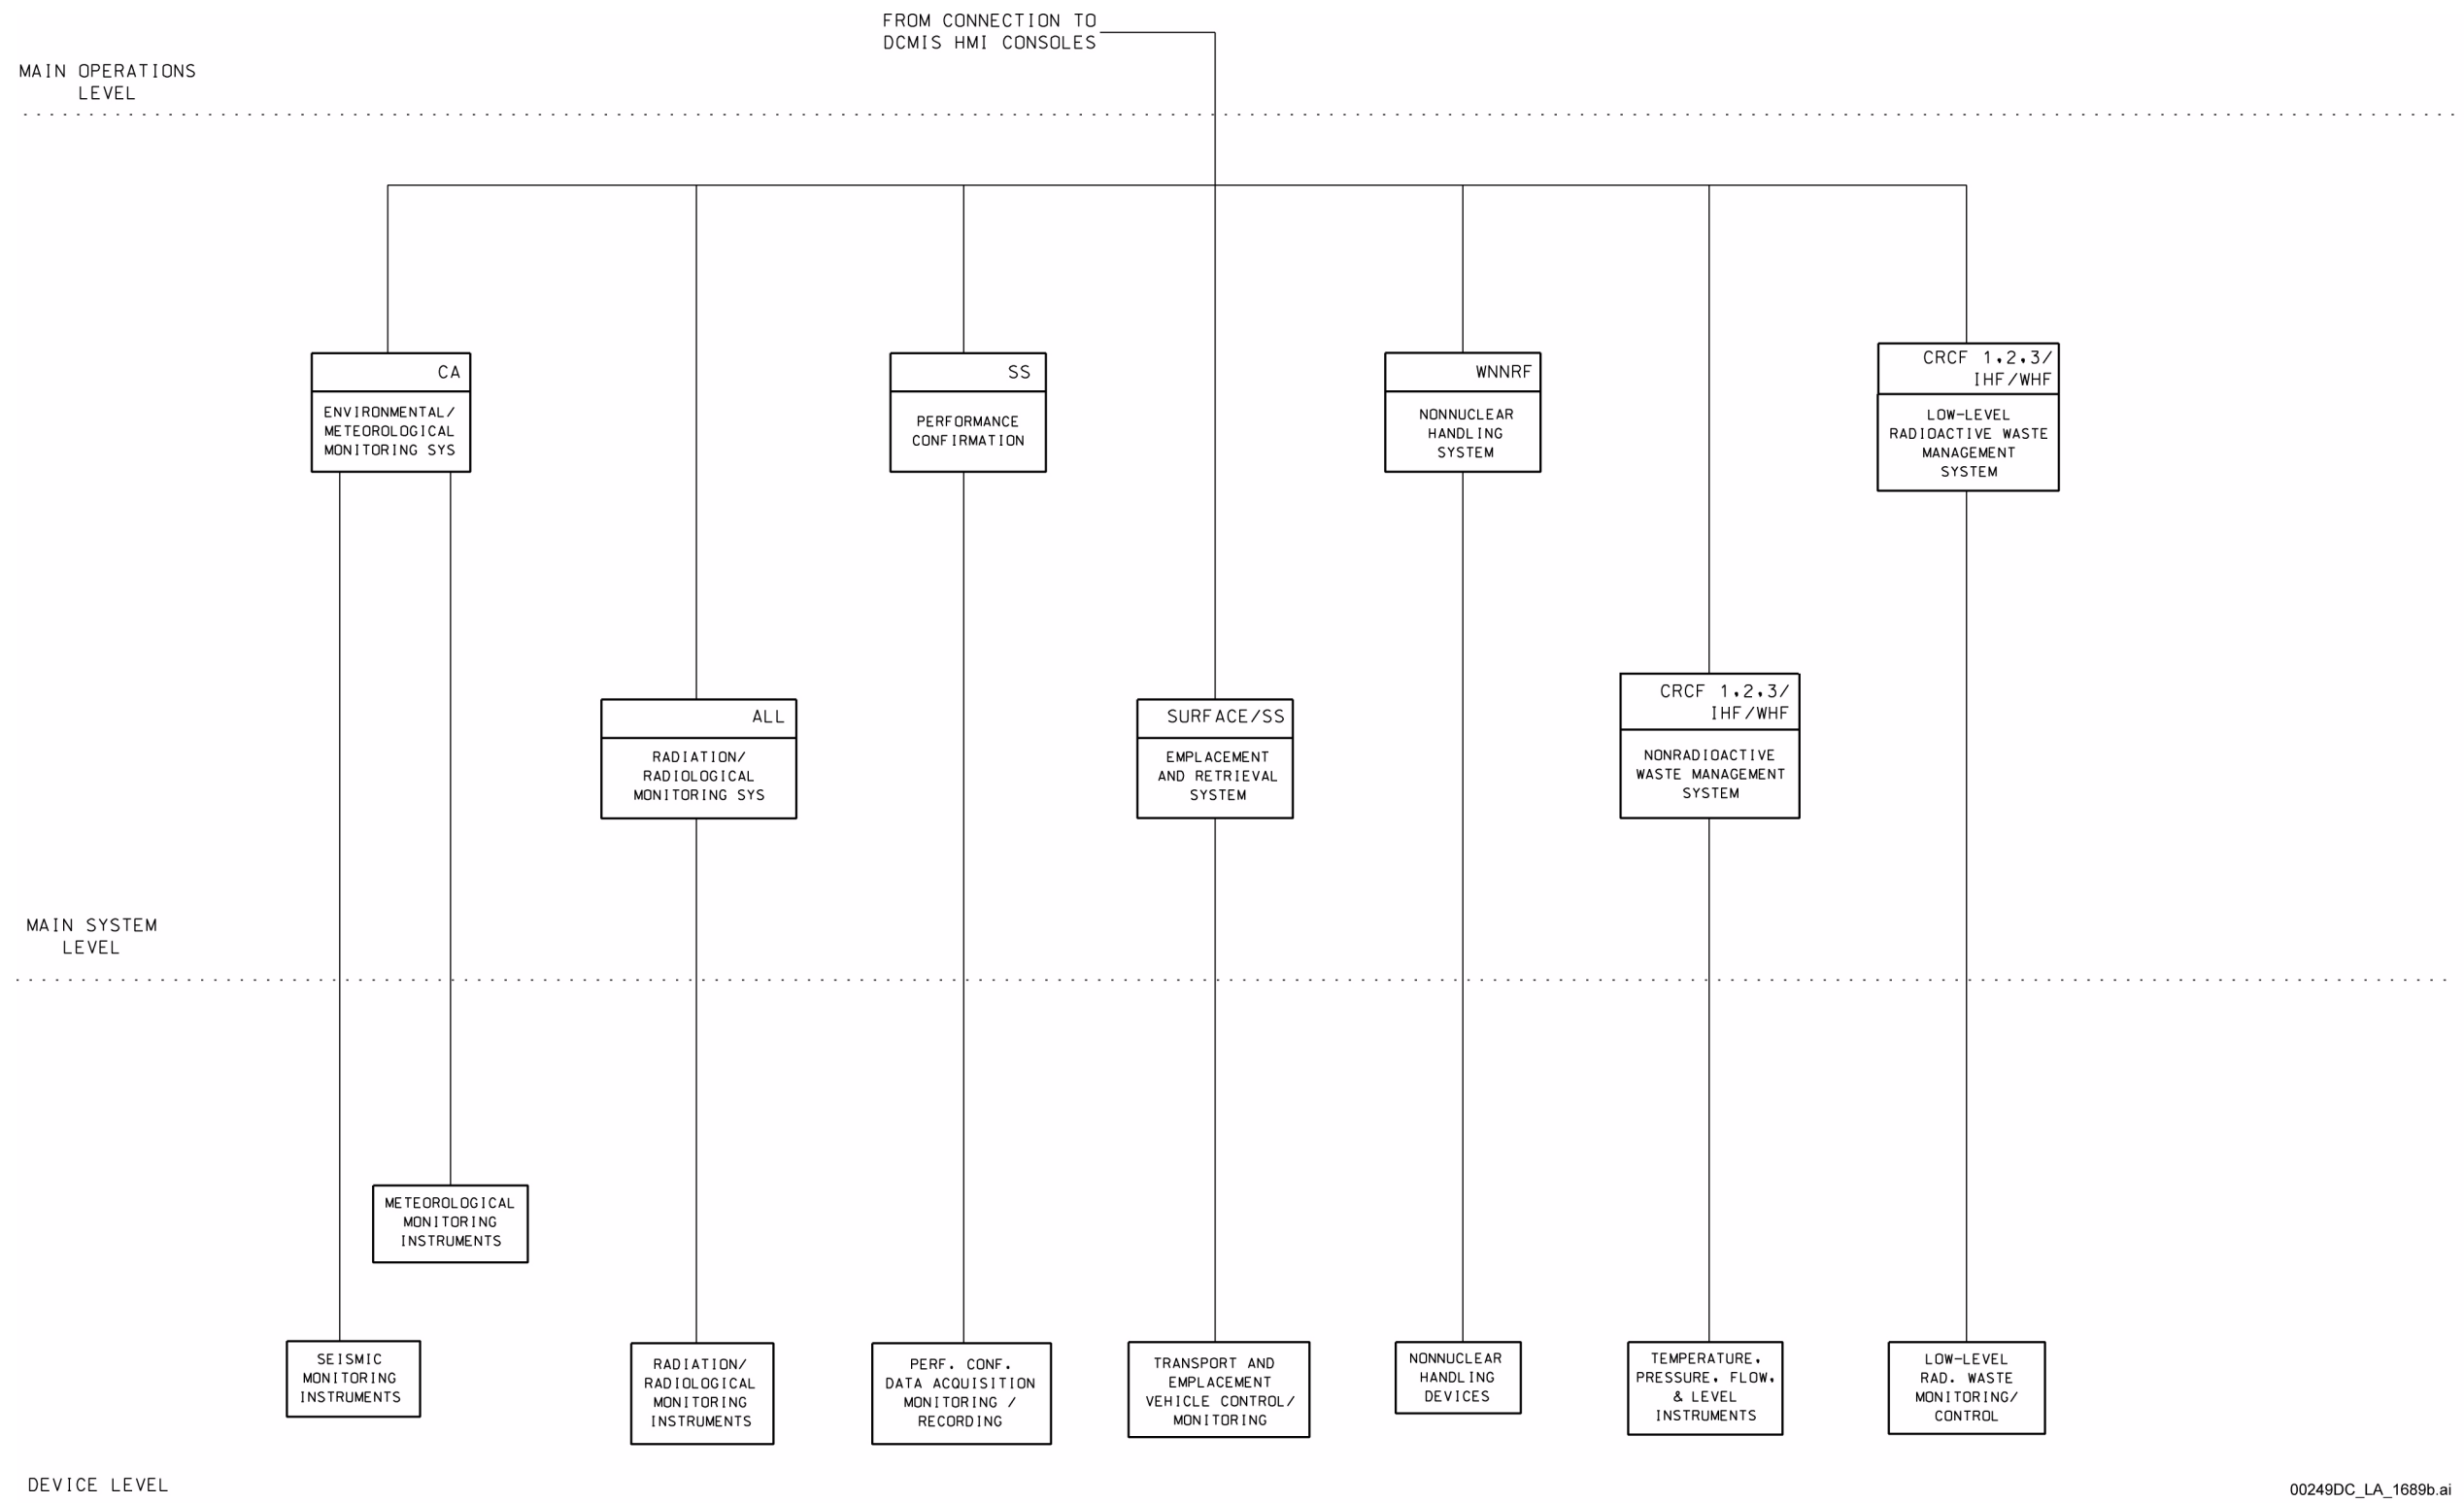 FROM CONNECTION TO
DCMIS HMI CONSOLES
MAIN OPERATIONS
LEVEL
CA
ENVIRONMENTAL/
METEOROLOGICAL
MONITORING SYS
SS
PERFORMANCE
CONFIRMATION
WNNRF
NONNUCLEAR
HANDLING
SYSTEM
CRCF 1,2,3/
IHF/WHF
LOW-LEVEL
RADIOACTIVE WASTE
MANAGEMENT
SYSTEM
ALL
RADIATION/
RADIOLOGICAL
MONITORING SYS
SURFACE/SS
EMPLACEMENT
AND RETRIEVAL
SYSTEM
CRCF 1,2,3/
IHF/WHF
NONRADIOACTIVE
WASTE MANAGEMENT
SYSTEM
MAIN SYSTEM
LEVEL
METEOROLOGICAL
MONITORING
INSTRUMENTS
SEISMIC
MONITORING
INSTRUMENTS
RADIATION/
RADIOLOGICAL
MONITORING
INSTRUMENTS
PERF. CONF.
DATA ACQUISITION
MONITORING /
RECORDING
TRANSPORT AND
EMPLACEMENT
VEHICLE CONTROL/
MONITORING
NONNUCLEAR
HANDLING
DEVICES
TEMPERATURE,
PRESSURE, FLOW,
& LEVEL
INSTRUMENTS
LOW-LEVEL
RAD. WASTE
MONITORING/
CONTROL
DEVICE LEVEL
00249DC_LA_1689b.ai